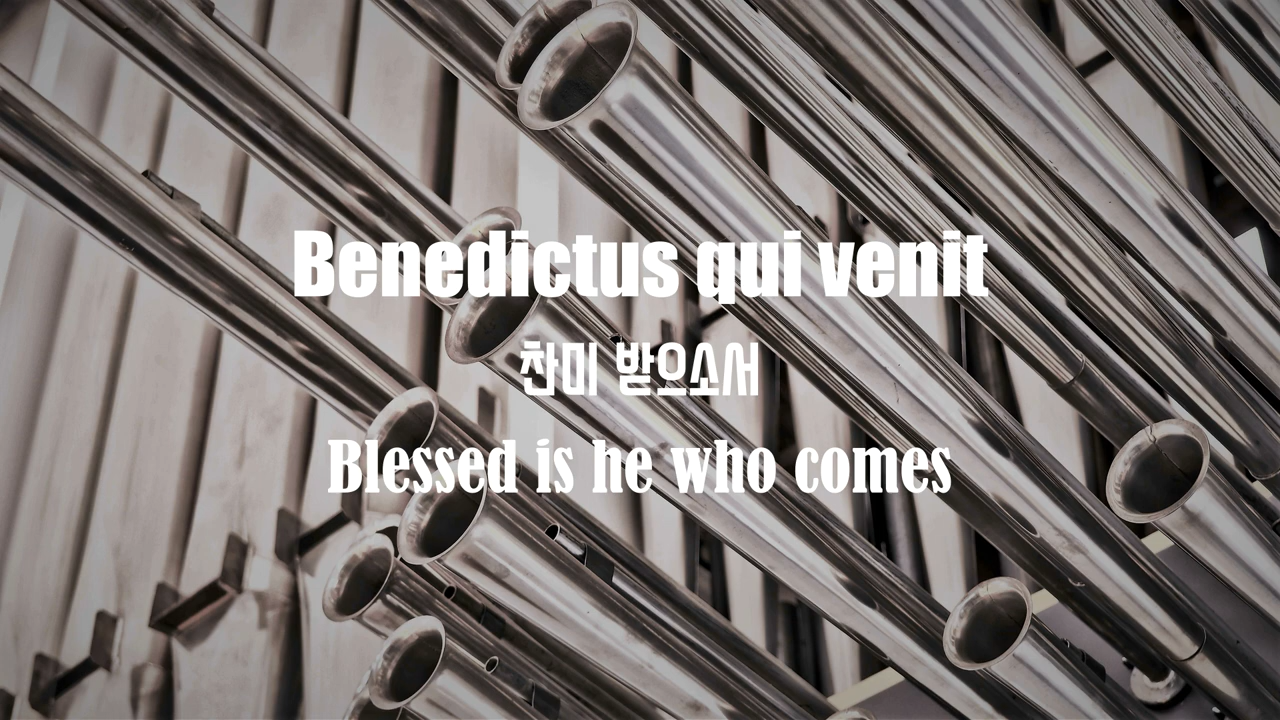 Benedictus qui venit
찬미 받으소서
Blessed is he who comes